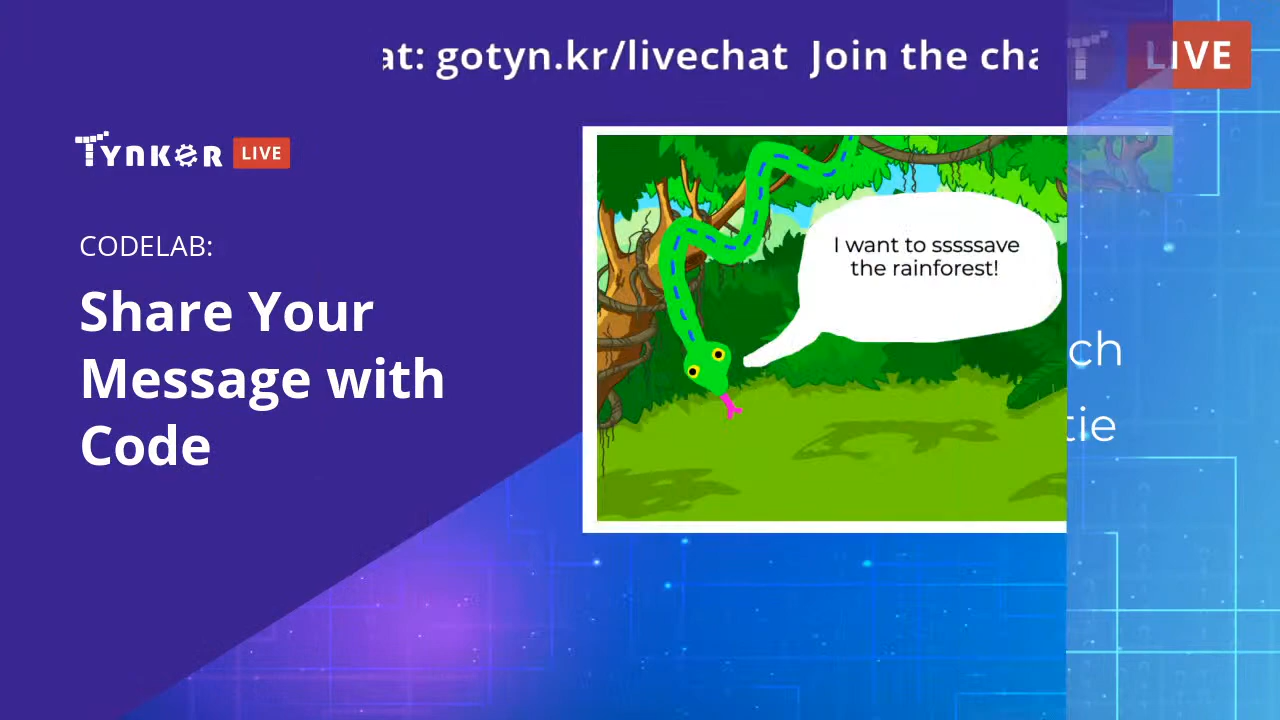 at: gotyn.kr/livechat Join the cha
LIVE
TYNKER LIVE
CODELAB:
Share Your
Message with
Code
I want to sssssave
the rainforest!
ch
tie